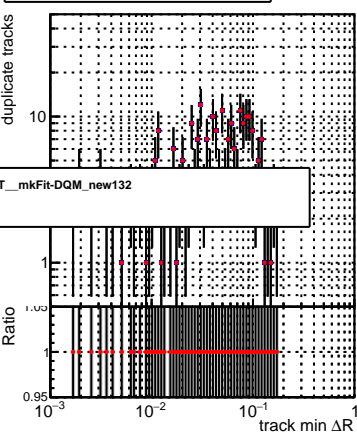 duplicate tracks
10
T__mkFit-DQM_new132
1
Ratio
1.05
1
0.95
10−3
10−2
10−1
1
track min ΔR